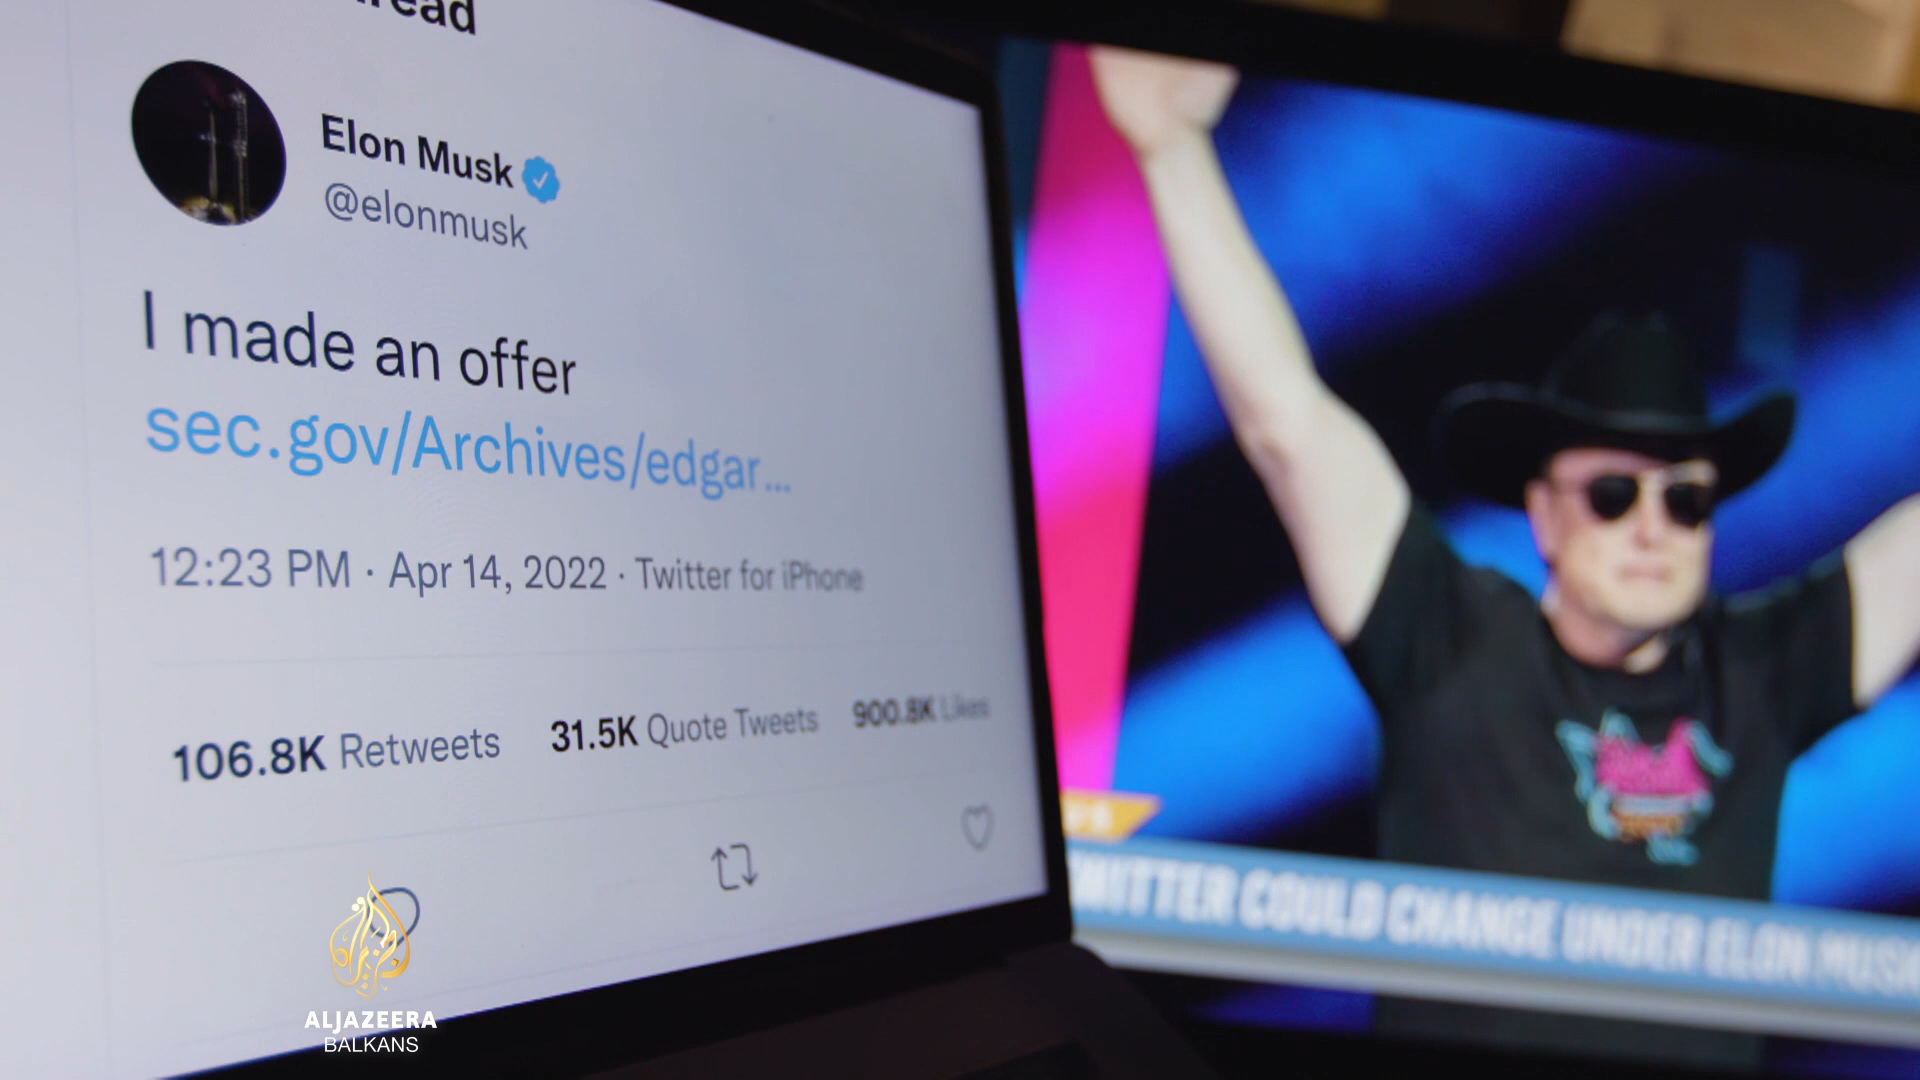 Elon Musk
@elonmusk
I made an offer
sec.gov/Archives/edgar...
12:23 PM · Apr 14, 2022 · Twitter for iPhone
106.8K Retweets 31.5K Quote Tweets 900.8K Likes
TWITTER COULD CHANGE UNDER ELON MUSK
ALJAZEERA
BALKANS